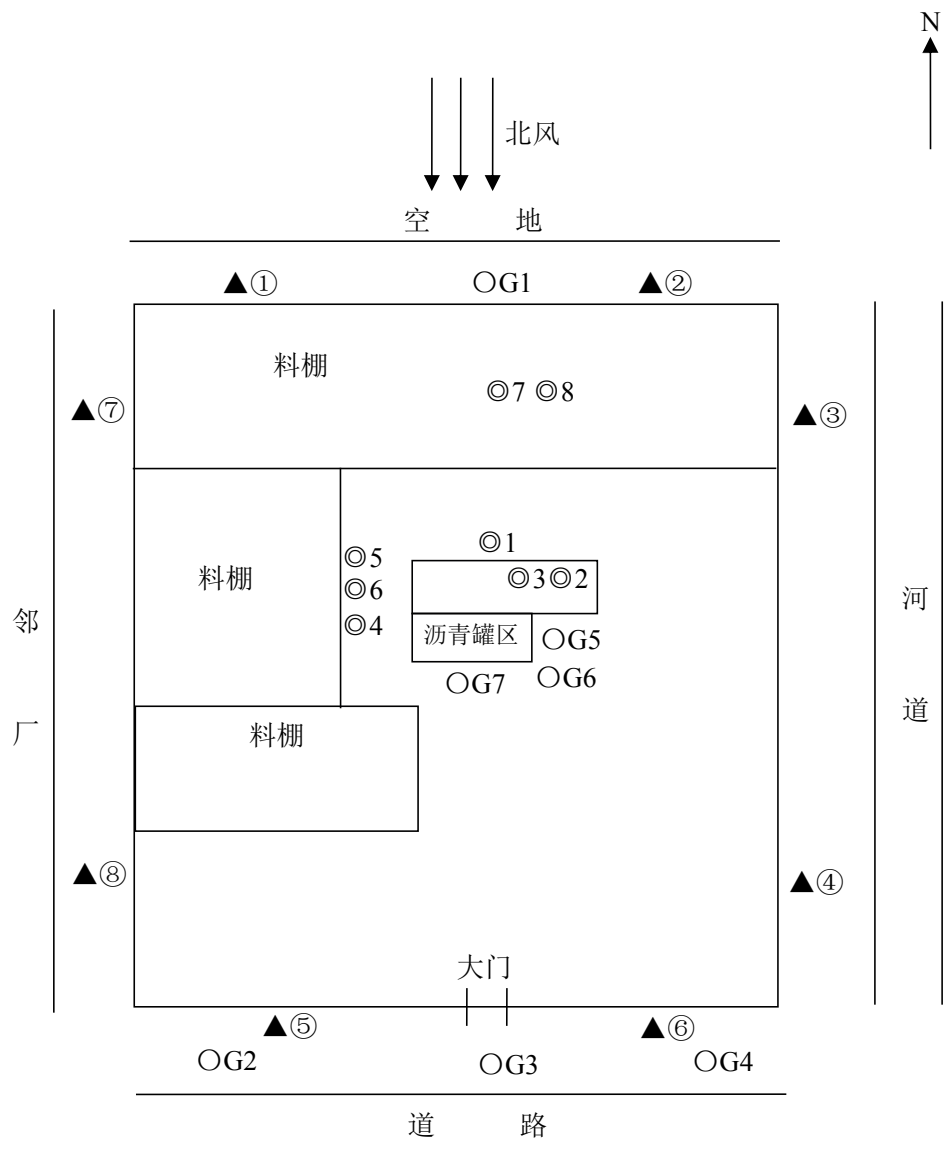 N
北风
空 地
▲① ○G1 ▲②
料棚
◎7 ◎8
▲⑦
▲③
◎1
◎5
料棚
◎3 ◎2
◎6
河
邻
◎4
沥青罐区
○G5
○G6
○G7
道
厂
料棚
▲⑧
▲④
大门
▲⑤
▲⑥
○G2
○G3
○G4
道 路